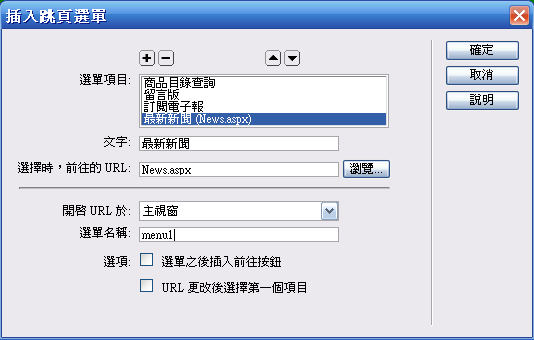 插入跳頁選單
選單項目:
商品目錄查詢
留言版
訂閱電子報
最新新聞 (News.aspx)
文字: 最新新聞
選擇時，前往的 URL: News.aspx 瀏覽...
開啓 URL 於: 主視窗
選單名稱: menu1
選項: 選單之後插入前往按鈕
URL 更改後選擇第一個項目
確定
取消
說明